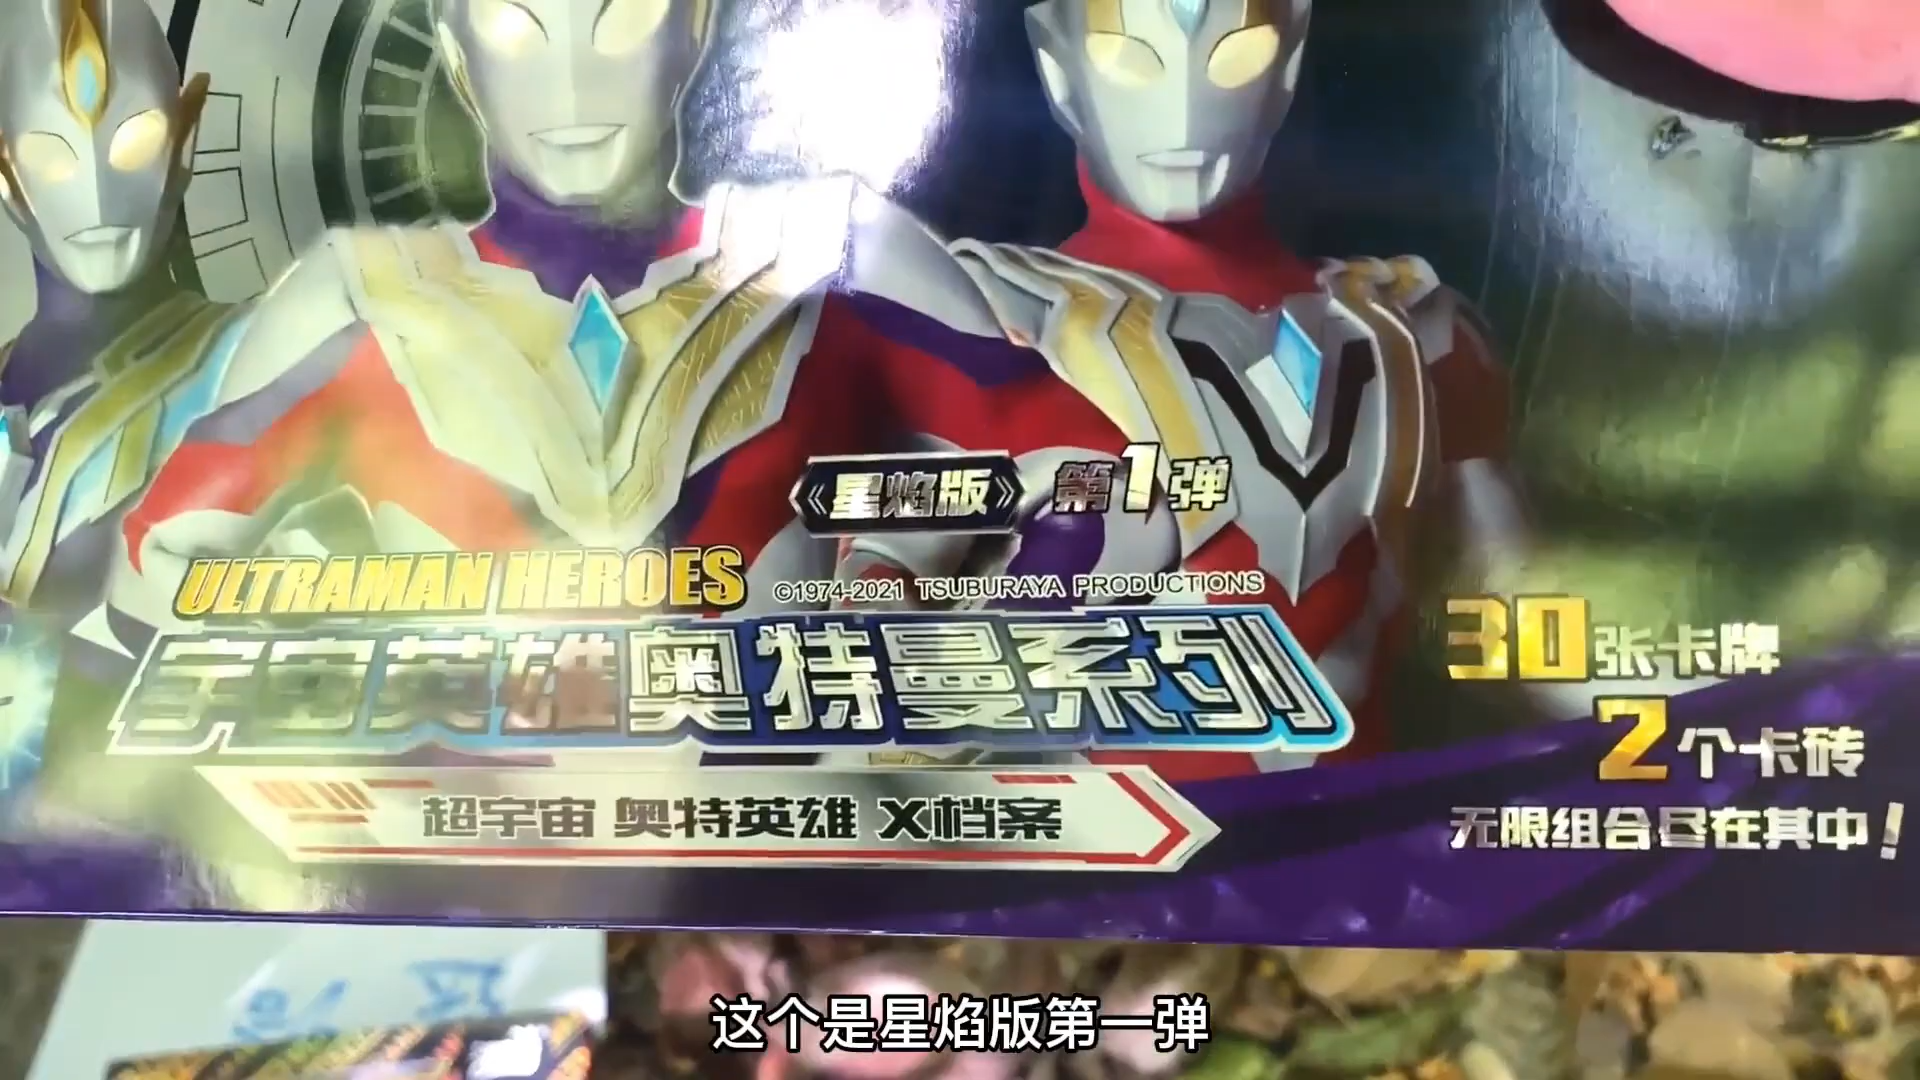 《星焰版》 第1弹
ULTRAMAN HEROES ©1974-2021 TSUBURAYA PRODUCTIONS
宇宙英雄奥特曼系列
超宇宙 奥特英雄 X档案
30张卡牌
2个卡砖
无限组合尽在其中!
这个是星焰版第一弹